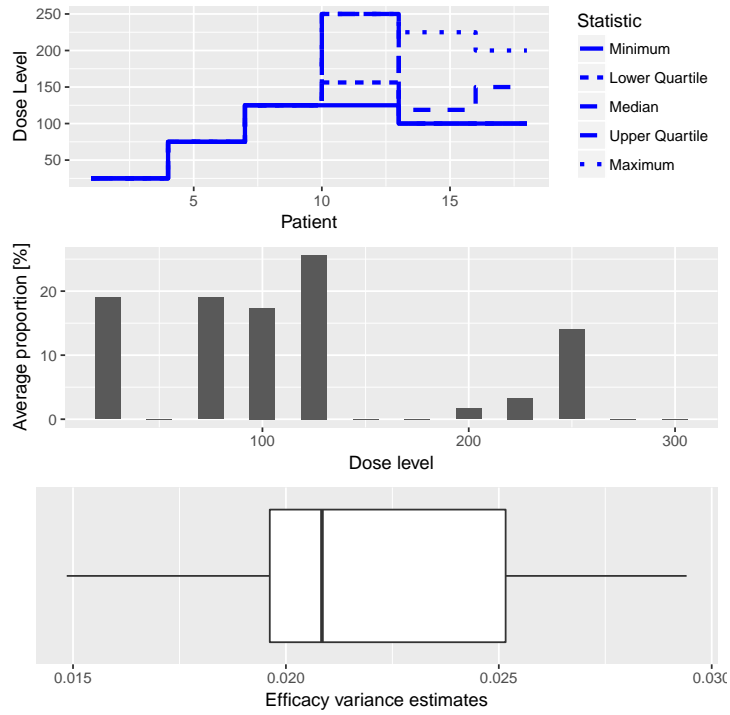 250
200
150
100
50
Dose Level
5
10
15
Patient
Statistic
Minimum
Lower Quartile
Median
Upper Quartile
Maximum
Average proportion [%]
20
10
0
100
200
300
Dose level
0.015
0.020
0.025
0.030
Efficacy variance estimates